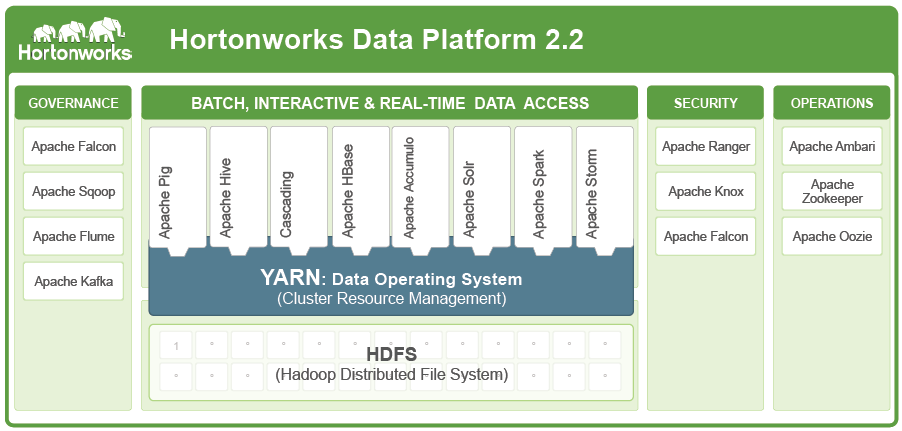 Hortonworks
Hortonworks Data Platform 2.2
GOVERNANCE
Apache Falcon
Apache Sqoop
Apache Flume
Apache Kafka
BATCH, INTERACTIVE & REAL-TIME DATA ACCESS
Apache Pig
Apache Hive
Cascading
Apache HBase
Apache Accumulo
Apache Solr
Apache Spark
Apache Storm
YARN: Data Operating System
(Cluster Resource Management)
1
HDFS
(Hadoop Distributed File System)
SECURITY
Apache Ranger
Apache Knox
Apache Falcon
OPERATIONS
Apache Ambari
Apache
Zookeeper
Apache Oozie